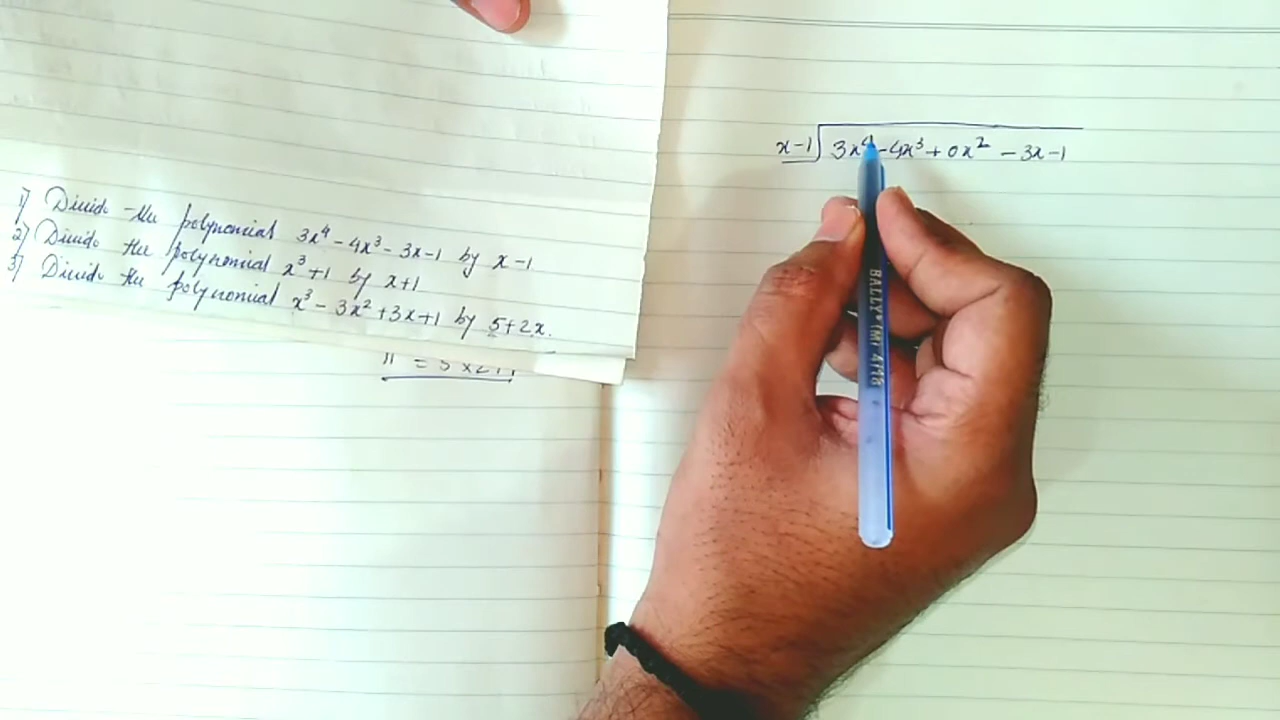 1) Divide the polynomial 3x⁴ - 4x³ - 3x - 1 by x - 1
2) Divide the polynomial x³ + 1 by x + 1
3) Divide the polynomial x³ - 3x² + 3x + 1 by 5 + 2x.
x - 1 ) 3x⁴ - 4x³ + 0x² - 3x - 1